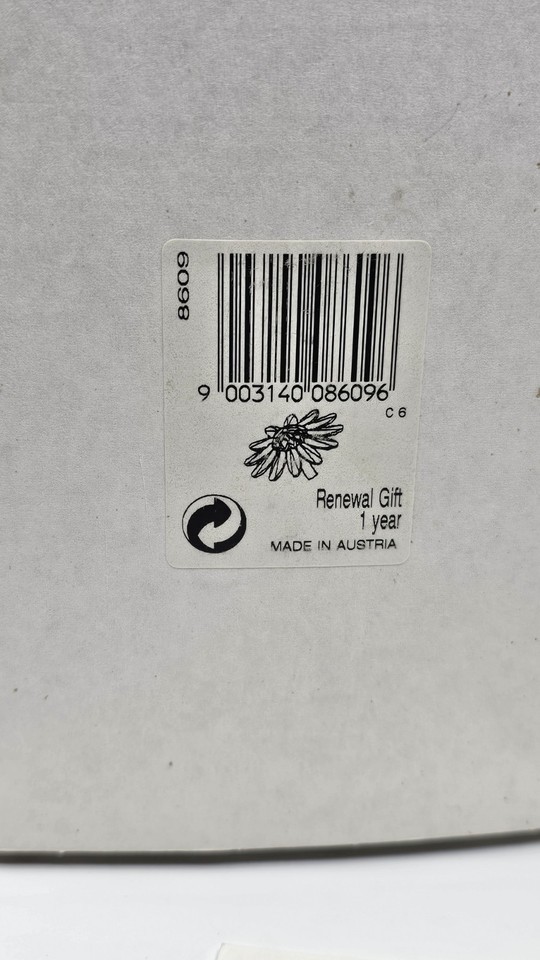 8609
9 003140 086096
C 6
Renewal Gift
1 year
MADE IN AUSTRIA